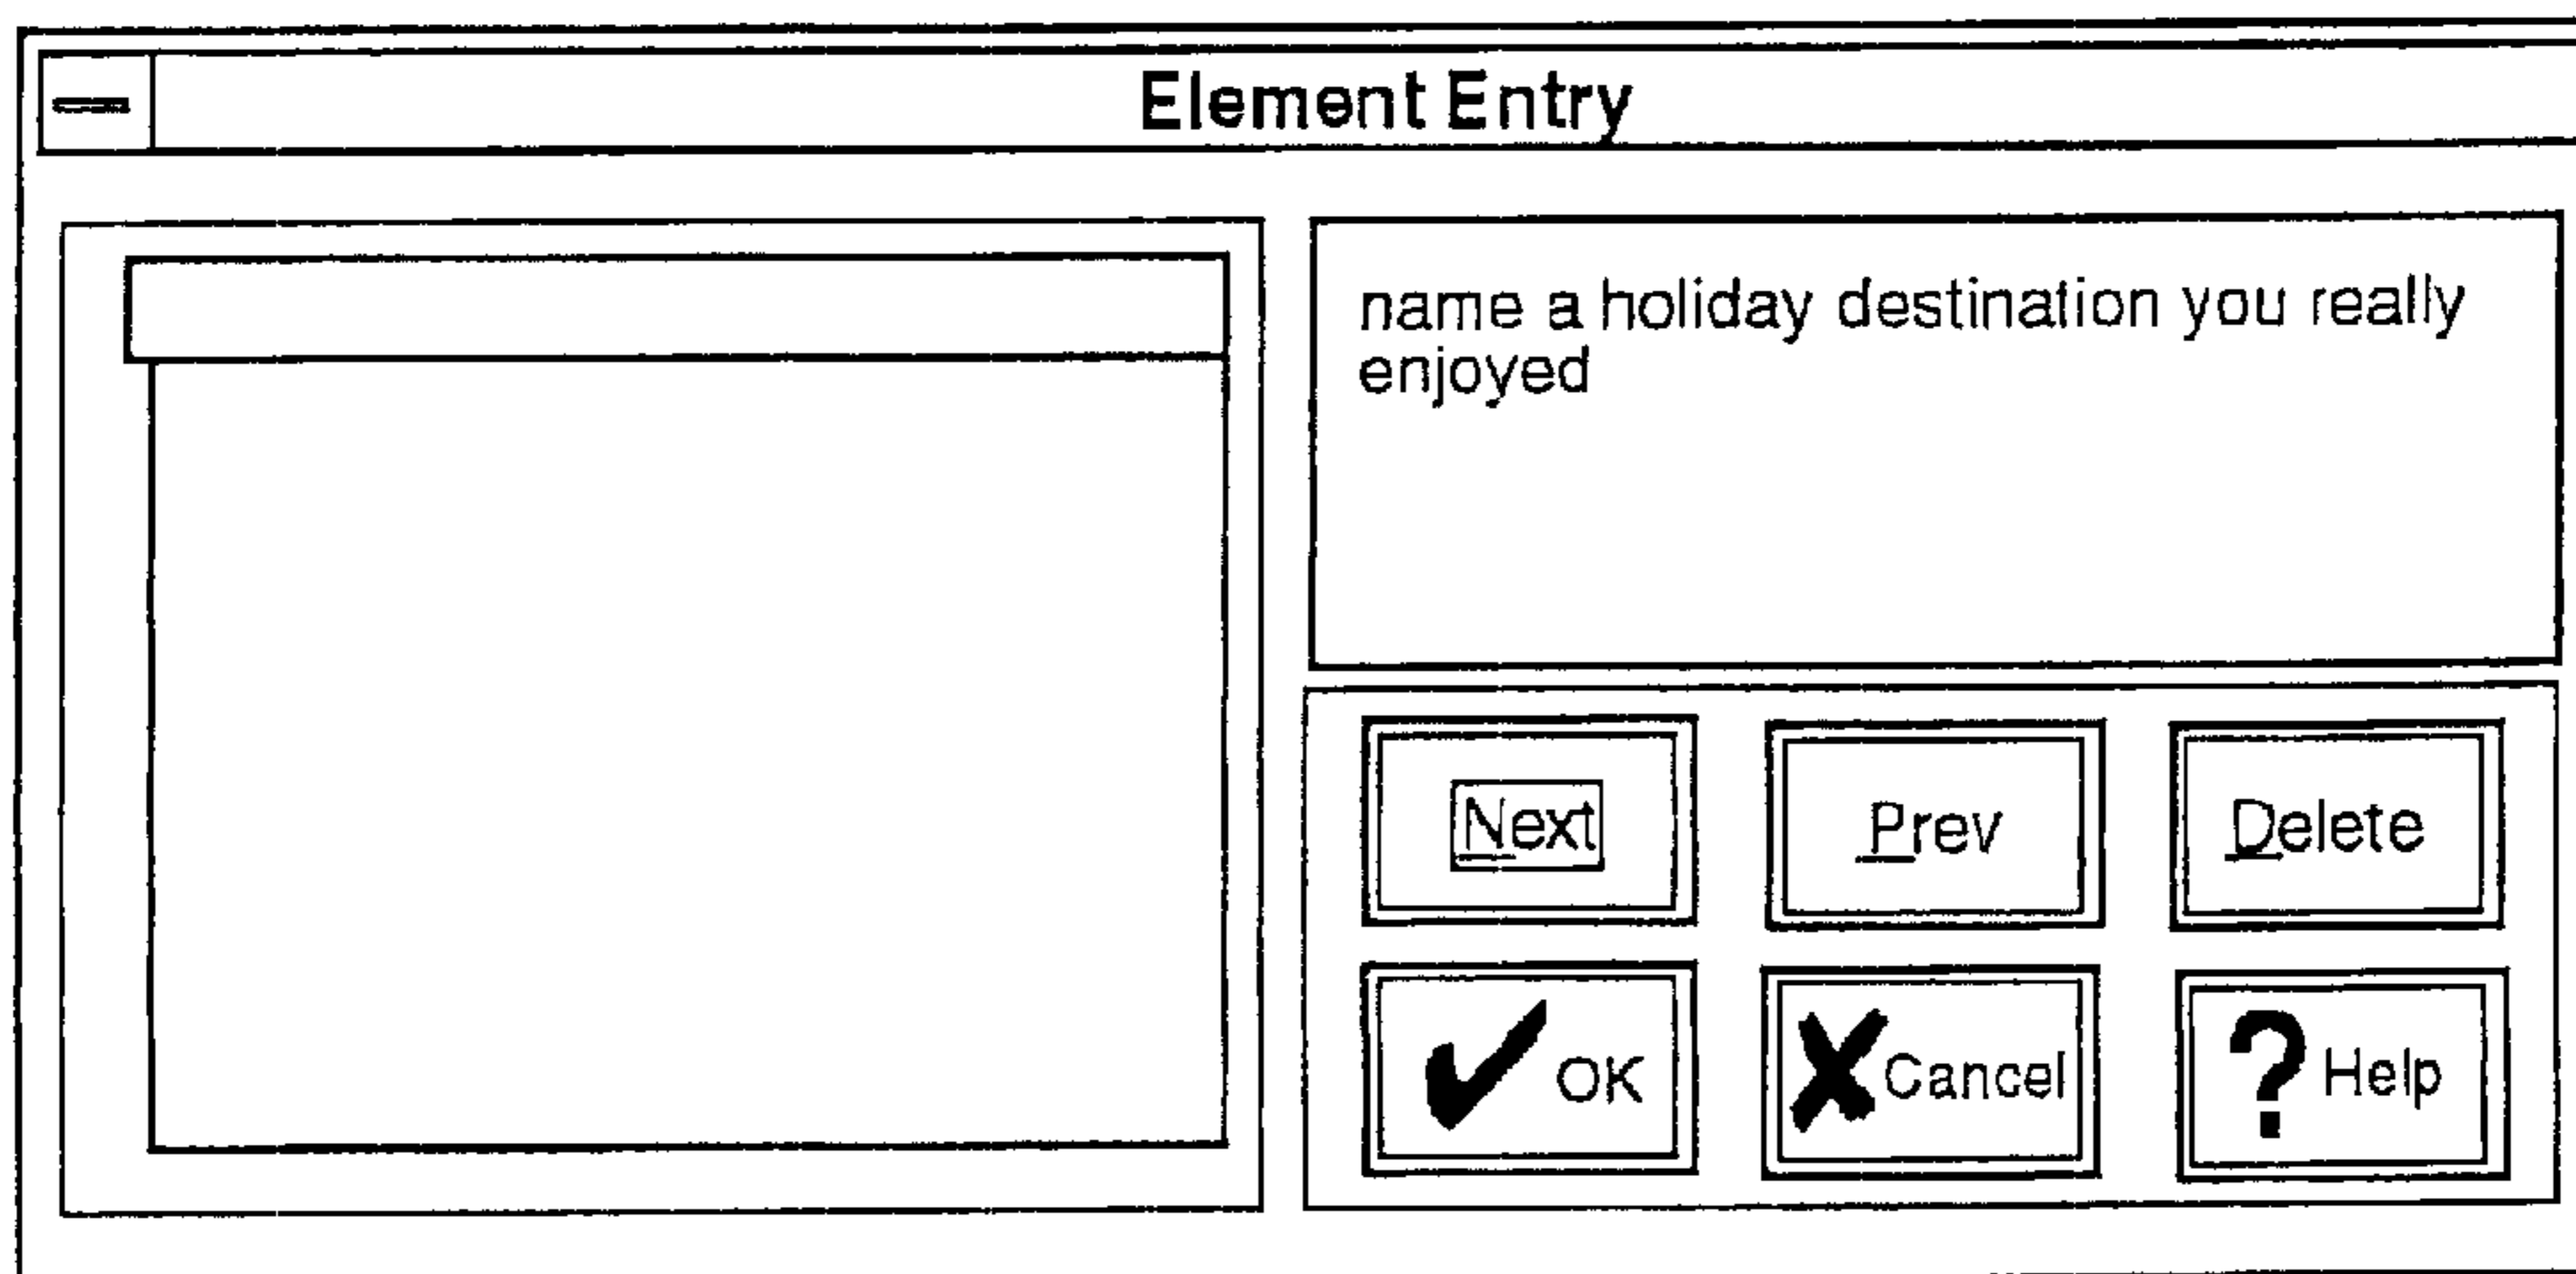 Element Entry
name a holiday destination you really
enjoyed
Next
Prev
Delete
OK
Cancel
Help